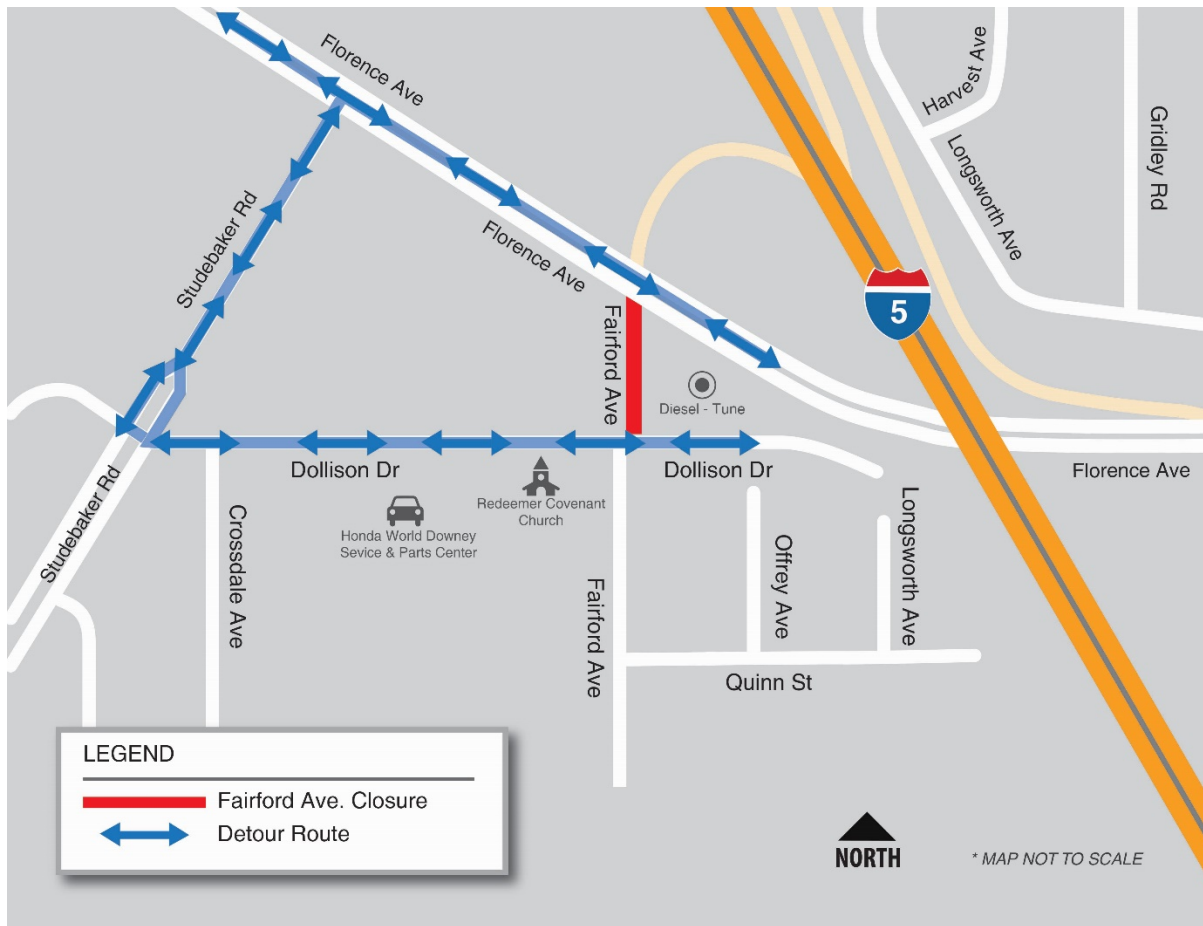 Florence Ave
Harvest Ave
Gridley Rd
Longsworth Ave
Studebaker Rd
Florence Ave
5
Fairford Ave
Diesel - Tune
Dollison Dr
Dollison Dr
Florence Ave
Redeemer Covenant
Church
Honda World Downey
Sevice & Parts Center
Studebaker Rd
Crossdale Ave
Fairford Ave
Offrey Ave
Longsworth Ave
Quinn St
LEGEND
Fairford Ave. Closure
Detour Route
NORTH
* MAP NOT TO SCALE